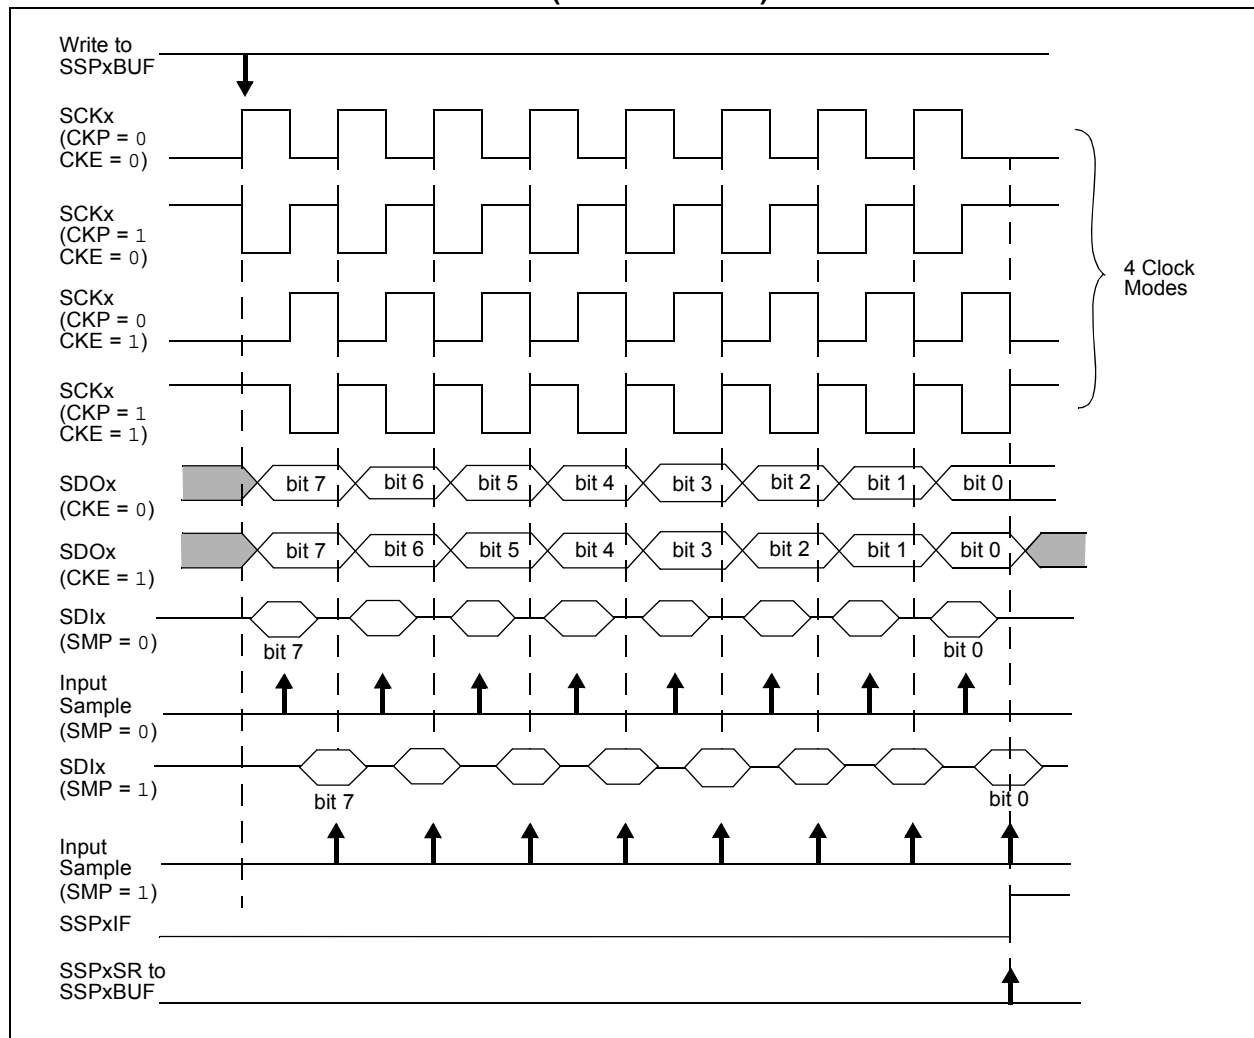 Write to
SSPxBUF
SCKx
(CKP = 0
CKE = 0)
SCKx
(CKP = 1
CKE = 0)
SCKx
(CKP = 0
CKE = 1)
SCKx
(CKP = 1
CKE = 1)
4 Clock
Modes
SDOx
(CKE = 0)
bit 7 bit 6 bit 5 bit 4 bit 3 bit 2 bit 1 bit 0
SDOx
(CKE = 1)
bit 7 bit 6 bit 5 bit 4 bit 3 bit 2 bit 1 bit 0
SDIx
(SMP = 0)
bit 7 bit 0
Input
Sample
(SMP = 0)
SDIx
(SMP = 1)
bit 7 bit 0
Input
Sample
(SMP = 1)
SSPxIF
SSPxSR to
SSPxBUF